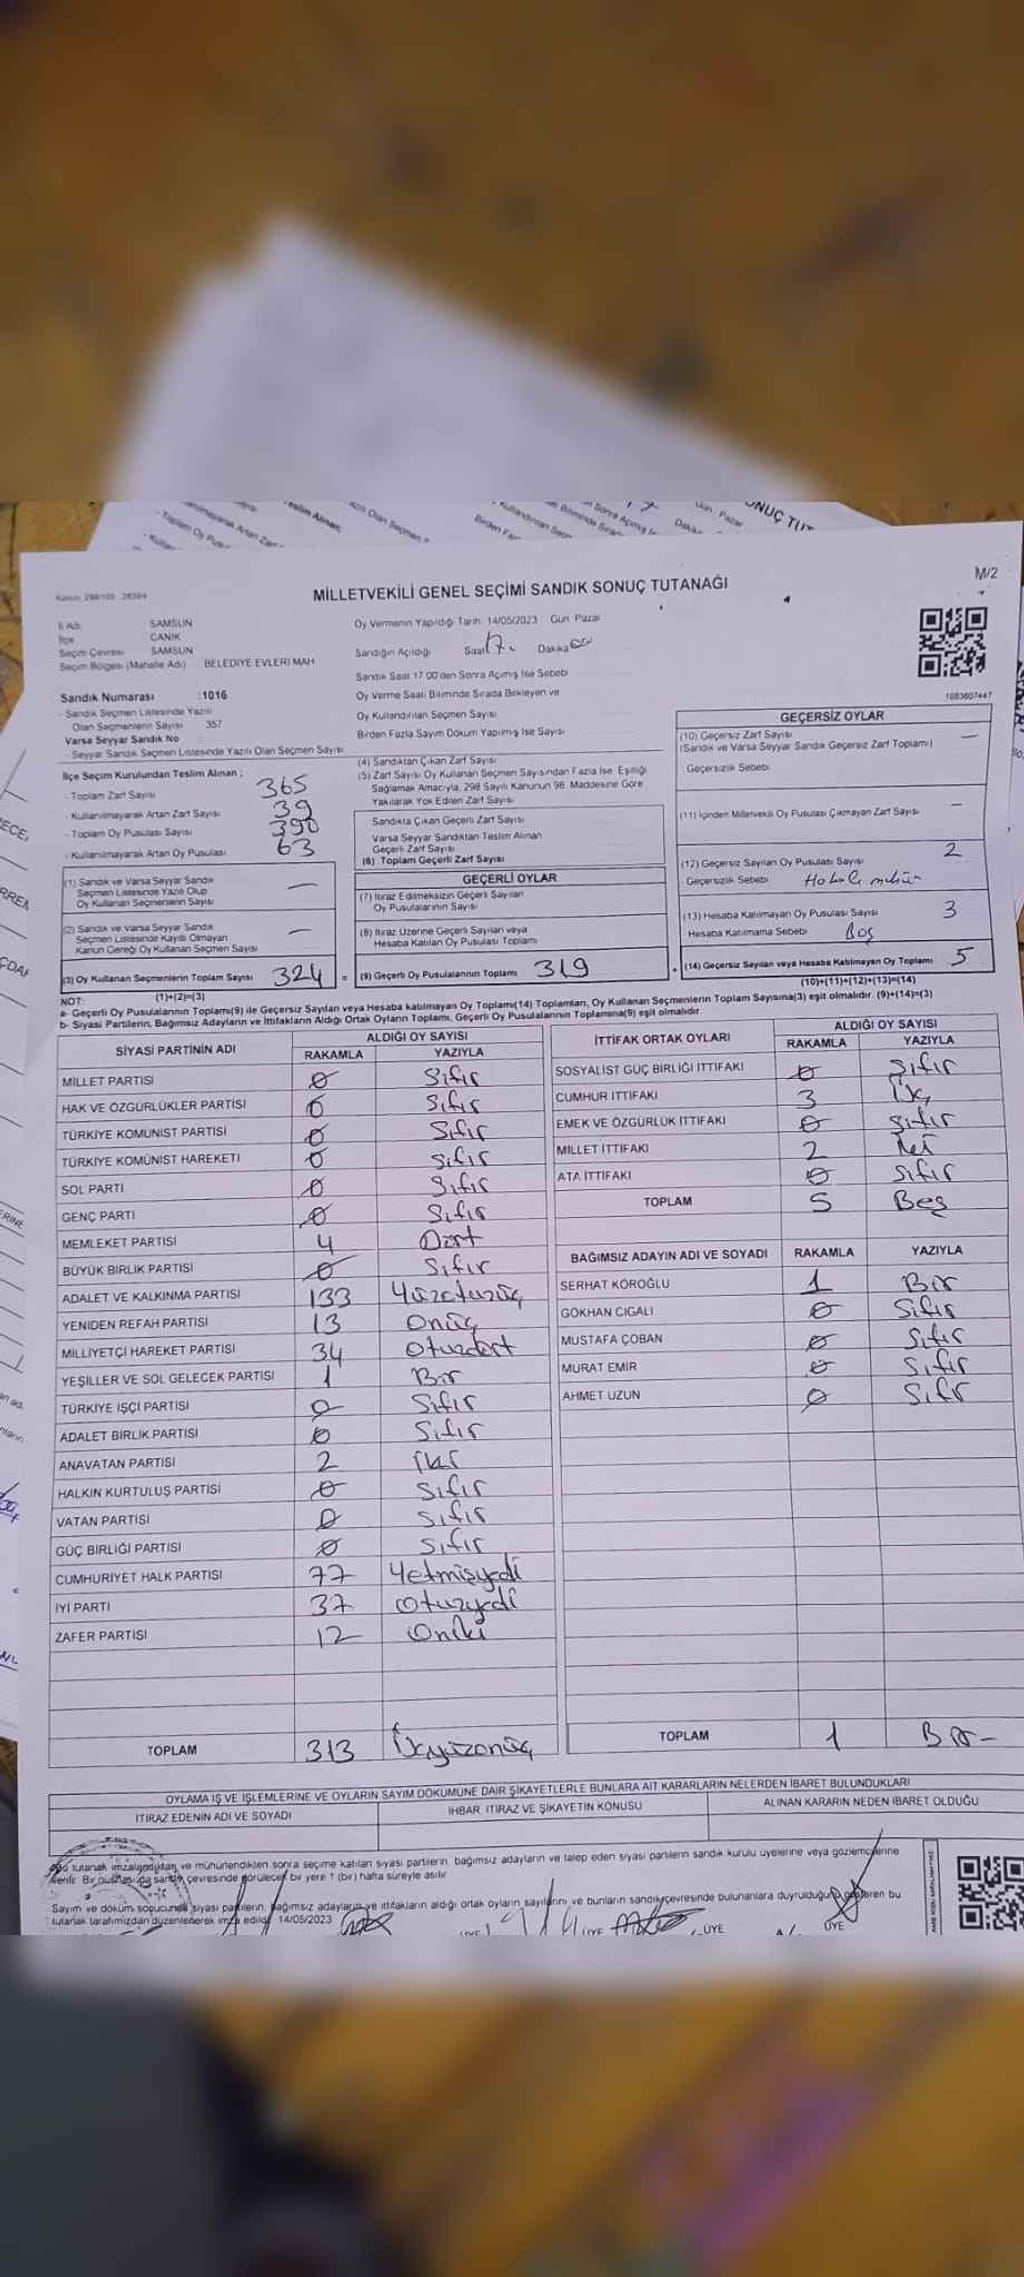 MİLLETVEKİLİ GENEL SEÇİMİ SANDIK SONUÇ TUTANAĞI
M/2
İl Adı SAMSUN
İlçe CANİK
Seçim Çevresi SAMSUN
Seçim Bölgesi (Mahalle Adı) BELEDİYE EVLERİ MAH
Oy Vermenin Yapıldığı Tarih: 14/05/2023 Gün: Pazar
Sandığın Açıldığı Saat 17. Dakika 00
Sandık Saat 17 00'den Sonra Açmış İse Sebebi
Sandık Numarası :1016
- Sandık Seçmen Listesinde Yazılı
Olan Seçmenlerin Sayısı 357
Varsa Seyyar Sandık No
- Seyyar Sandık Seçmen Listesinde Yazılı Olan Seçmen Sayısı
Oy Verme Saati Bitiminde Sırada Bekleyen ve
Oy Kullandırılan Seçmen Sayısı
Birden Fazla Sayım Döküm Yapılmış İse Sayısı
1083607447
İlçe Seçim Kurulundan Teslim Alınan ;
- Toplam Zarf Sayısı 365
- Kullanılmayarak Artan Zarf Sayısı 39
- Toplam Oy Pusulası Sayısı 390
- Kullanılmayarak Artan Oy Pusulası 63
(1) Sandık ve Varsa Seyyar Sandık
Seçmen Listesinde Yazılı Olup
Oy Kullanan Seçmenlerin Sayısı —
(2) Sandık ve Varsa Seyyar Sandık
Seçmen Listesinde Kayıtlı Olmayan
Kanun Gereği Oy Kullanan Seçmen Sayısı —
(3) Oy Kullanan Seçmenlerin Toplam Sayısı 324 =
(1)+(2)=(3)
(4) Sandıktan Çıkan Zarf Sayısı
(5) Zarf Sayısı Oy Kullanan Seçmen Sayısından Fazla İse, Eşitliği
Sağlamak Amacıyla, 298 Sayılı Kanunun 98. Maddesine Göre
Yakılarak Yok Edilen Zarf Sayısı
Sandıkta Çıkan Geçerli Zarf Sayısı
Varsa Seyyar Sandıktan Teslim Alınan
Geçerli Zarf Sayısı
(6) Toplam Geçerli Zarf Sayısı
GEÇERLİ OYLAR
(7) İtiraz Edilmeksizin Geçerli Sayılan
Oy Pusulalarının Sayısı
(8) İtiraz Üzerine Geçerli Sayılan veya
Hesaba Katılan Oy Pusulası Toplamı
(9) Geçerli Oy Pusulalarının Toplamı 319 +
GEÇERSİZ OYLAR
(10) Geçersiz Zarf Sayısı —
(Sandık ve Varsa Seyyar Sandık Geçersiz Zarf Toplamı)
Geçersizlik Sebebi
(11) İçinden Milletvekili Oy Pusulası Çıkmayan Zarf Sayısı —
(12) Geçersiz Sayılan Oy Pusulası Sayısı 2
Geçersizlik Sebebi Hatalı mühür
(13) Hesaba Katılmayan Oy Pusulası Sayısı 3
Hesaba Katılmama Sebebi Boş
(14) Geçersiz Sayılan veya Hesaba Katılmayan Oy Toplamı 5
(10)+(11)+(12)+(13)=(14)
NOT:
a- Geçerli Oy Pusulalarının Toplamı(9) ile Geçersiz Sayılan veya Hesaba katılmayan Oy Toplamı(14) Toplamları, Oy Kullanan Seçmenlerin Toplam Sayısına(3) eşit olmalıdır. (9)+(14)=(3)
b- Siyasi Partilerin, Bağımsız Adayların ve İttifakların Aldığı Ortak Oyların Toplamı, Geçerli Oy Pusulalarının Toplamına(9) eşit olmalıdır
SİYASİ PARTİNİN ADI ALDIĞI OY SAYISI
RAKAMLA YAZIYLA
MİLLET PARTİSİ 0 Sıfır
HAK VE ÖZGÜRLÜKLER PARTİSİ 0 Sıfır
TÜRKİYE KOMÜNİST PARTİSİ 0 Sıfır
TÜRKİYE KOMÜNİST HAREKETİ 0 Sıfır
SOL PARTİ 0 Sıfır
GENÇ PARTİ 0 Sıfır
MEMLEKET PARTİSİ 4 Dört
BÜYÜK BİRLİK PARTİSİ 0 Sıfır
ADALET VE KALKINMA PARTİSİ 133 Yüzotuzüç
YENİDEN REFAH PARTİSİ 13 Onüç
MİLLİYETÇİ HAREKET PARTİSİ 34 Otuzdört
YEŞİLLER VE SOL GELECEK PARTİSİ 1 Bir
TÜRKİYE İŞÇİ PARTİSİ 0 Sıfır
ADALET BİRLİK PARTİSİ 0 Sıfır
ANAVATAN PARTİSİ 2 İki
HALKIN KURTULUŞ PARTİSİ 0 Sıfır
VATAN PARTİSİ 0 Sıfır
GÜÇ BİRLİĞİ PARTİSİ 0 Sıfır
CUMHURİYET HALK PARTİSİ 77 Yetmişyedi
İYİ PARTİ 37 Otuzyedi
ZAFER PARTİSİ 12 Oniki
TOPLAM 313 Üçyüzonüç
İTTİFAK ORTAK OYLARI ALDIĞI OY SAYISI
RAKAMLA YAZIYLA
SOSYALİST GÜÇ BİRLİĞİ İTTİFAKI 0 Sıfır
CUMHUR İTTİFAKI 3 Üç
EMEK VE ÖZGÜRLÜK İTTİFAKI 0 Sıfır
MİLLET İTTİFAKI 2 İki
ATA İTTİFAKI 0 Sıfır
TOPLAM 5 Beş
BAĞIMSIZ ADAYIN ADI VE SOYADI RAKAMLA YAZIYLA
SERHAT KÖROĞLU 1 Bir
GÖKHAN CIGALI 0 Sıfır
MUSTAFA ÇOBAN 0 Sıfır
MURAT EMİR 0 Sıfır
AHMET UZUN 0 Sıfır
TOPLAM 1 Bir-
OYLAMA İŞ VE İŞLEMLERİNE VE OYLARIN SAYIM DÖKÜMÜNE DAİR ŞİKAYETLERLE BUNLARA AİT KARARLARIN NELERDEN İBARET BULUNDUKLARI
İTİRAZ EDENİN ADI VE SOYADI İHBAR, İTİRAZ VE ŞİKAYETİN KONUSU ALINAN KARARIN NEDEN İBARET OLDUĞU
tutanak imzalandıktan ve mühürlendikten sonra seçime katılan siyasi partilerin, bağımsız adayların ve talep eden siyasi partilerin sandık kurulu üyelerine veya gözlemcilerine
verilir. Bir nüshası da sandık çevresinde görülecek bir yere 1 (bir) hafta süreyle asılır
Sayım ve döküm sonucunda siyasi partilerin, bağımsız adayların ve ittifakların aldığı ortak oyların sayılarını ve bunların sandık çevresinde bulunanlara duyrulduğunu gösteren bu
tutanak tarafımızdan düzenlenerek imza edildi. 14/05/2023
ÜYE ÜYE ÜYE ÜYE